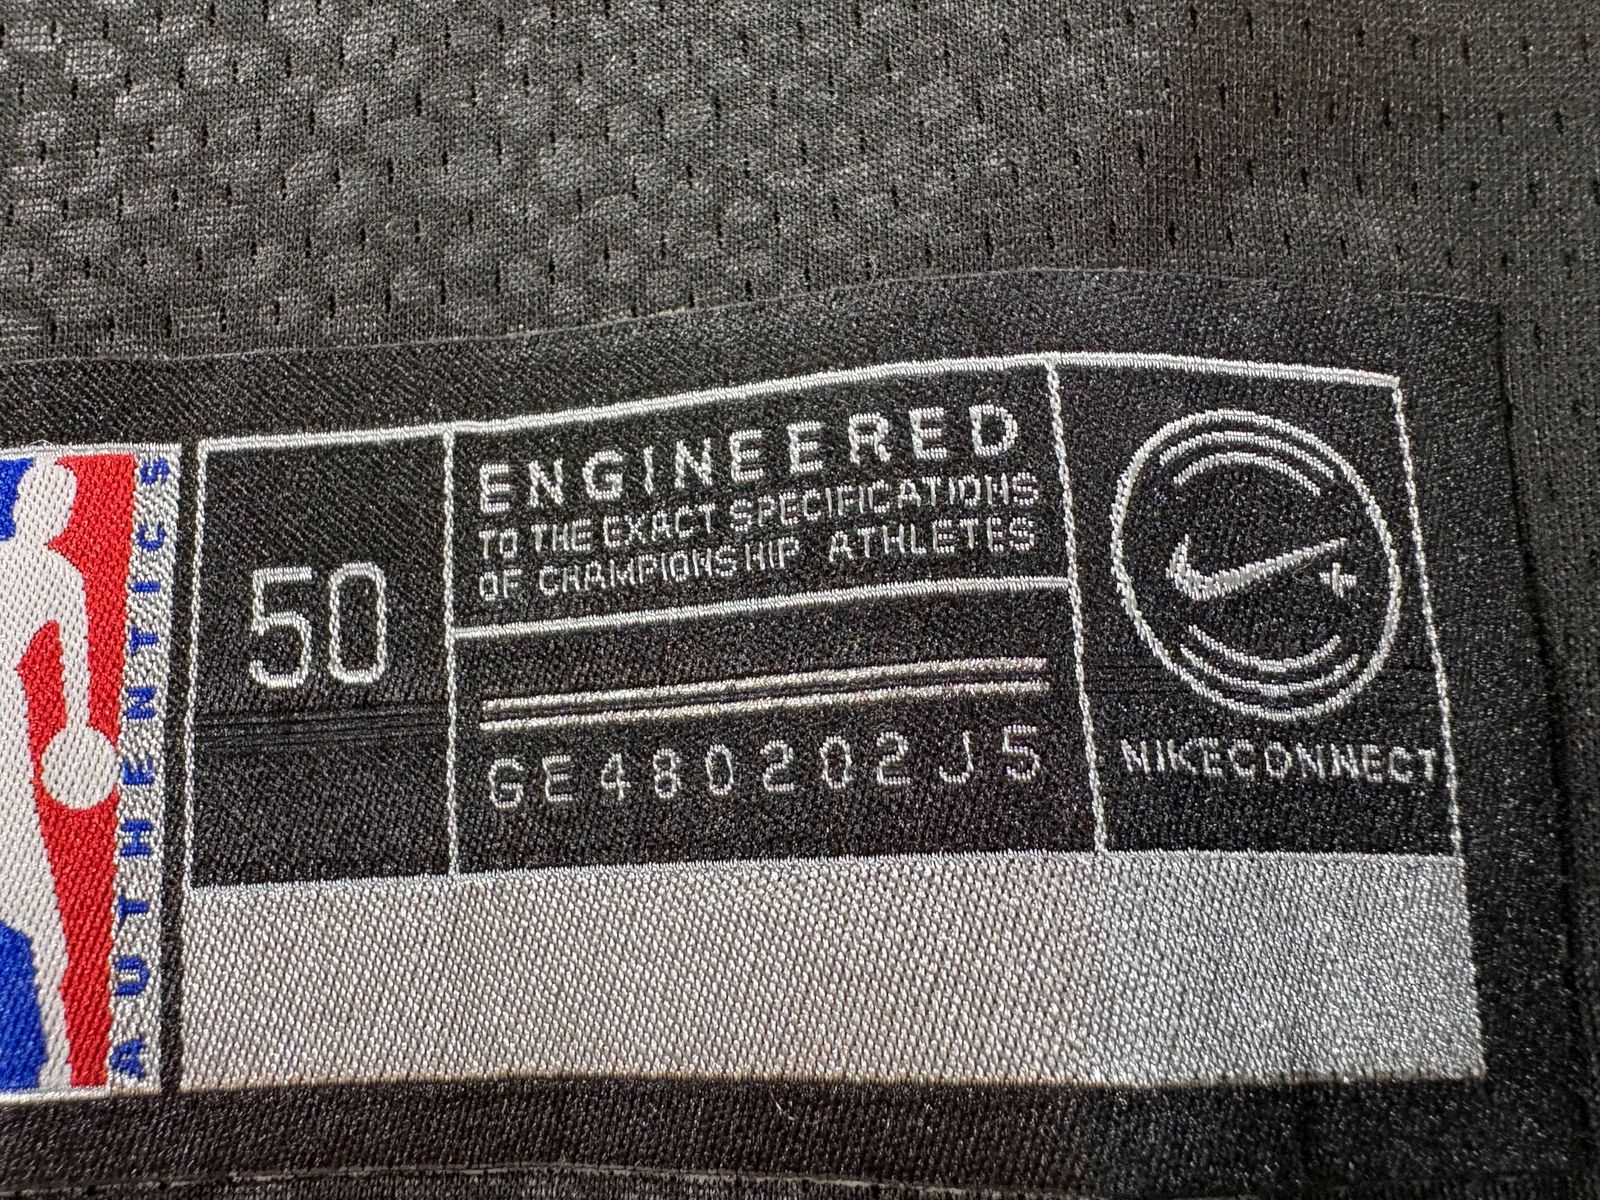 AUTHENTICS
50
ENGINEERED
TO THE EXACT SPECIFICATIONS
OF CHAMPIONSHIP ATHLETES
GE480202J5
NIKECONNECT